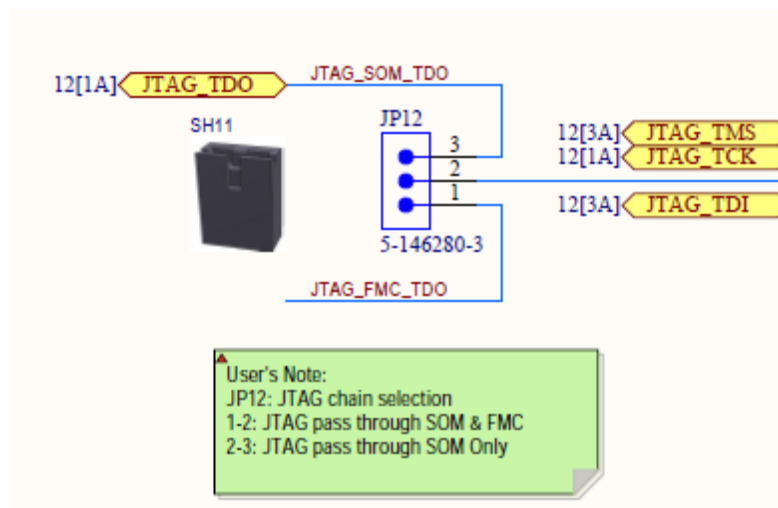 JTAG_SOM_TDO
12[1A] JTAG_TDO
SH11
JP12
3
2
1
5-146280-3
12[3A] JTAG_TMS
12[1A] JTAG_TCK
12[3A] JTAG_TDI
JTAG_FMC_TDO
User's Note:
JP12: JTAG chain selection
1-2: JTAG pass through SOM & FMC
2-3: JTAG pass through SOM Only